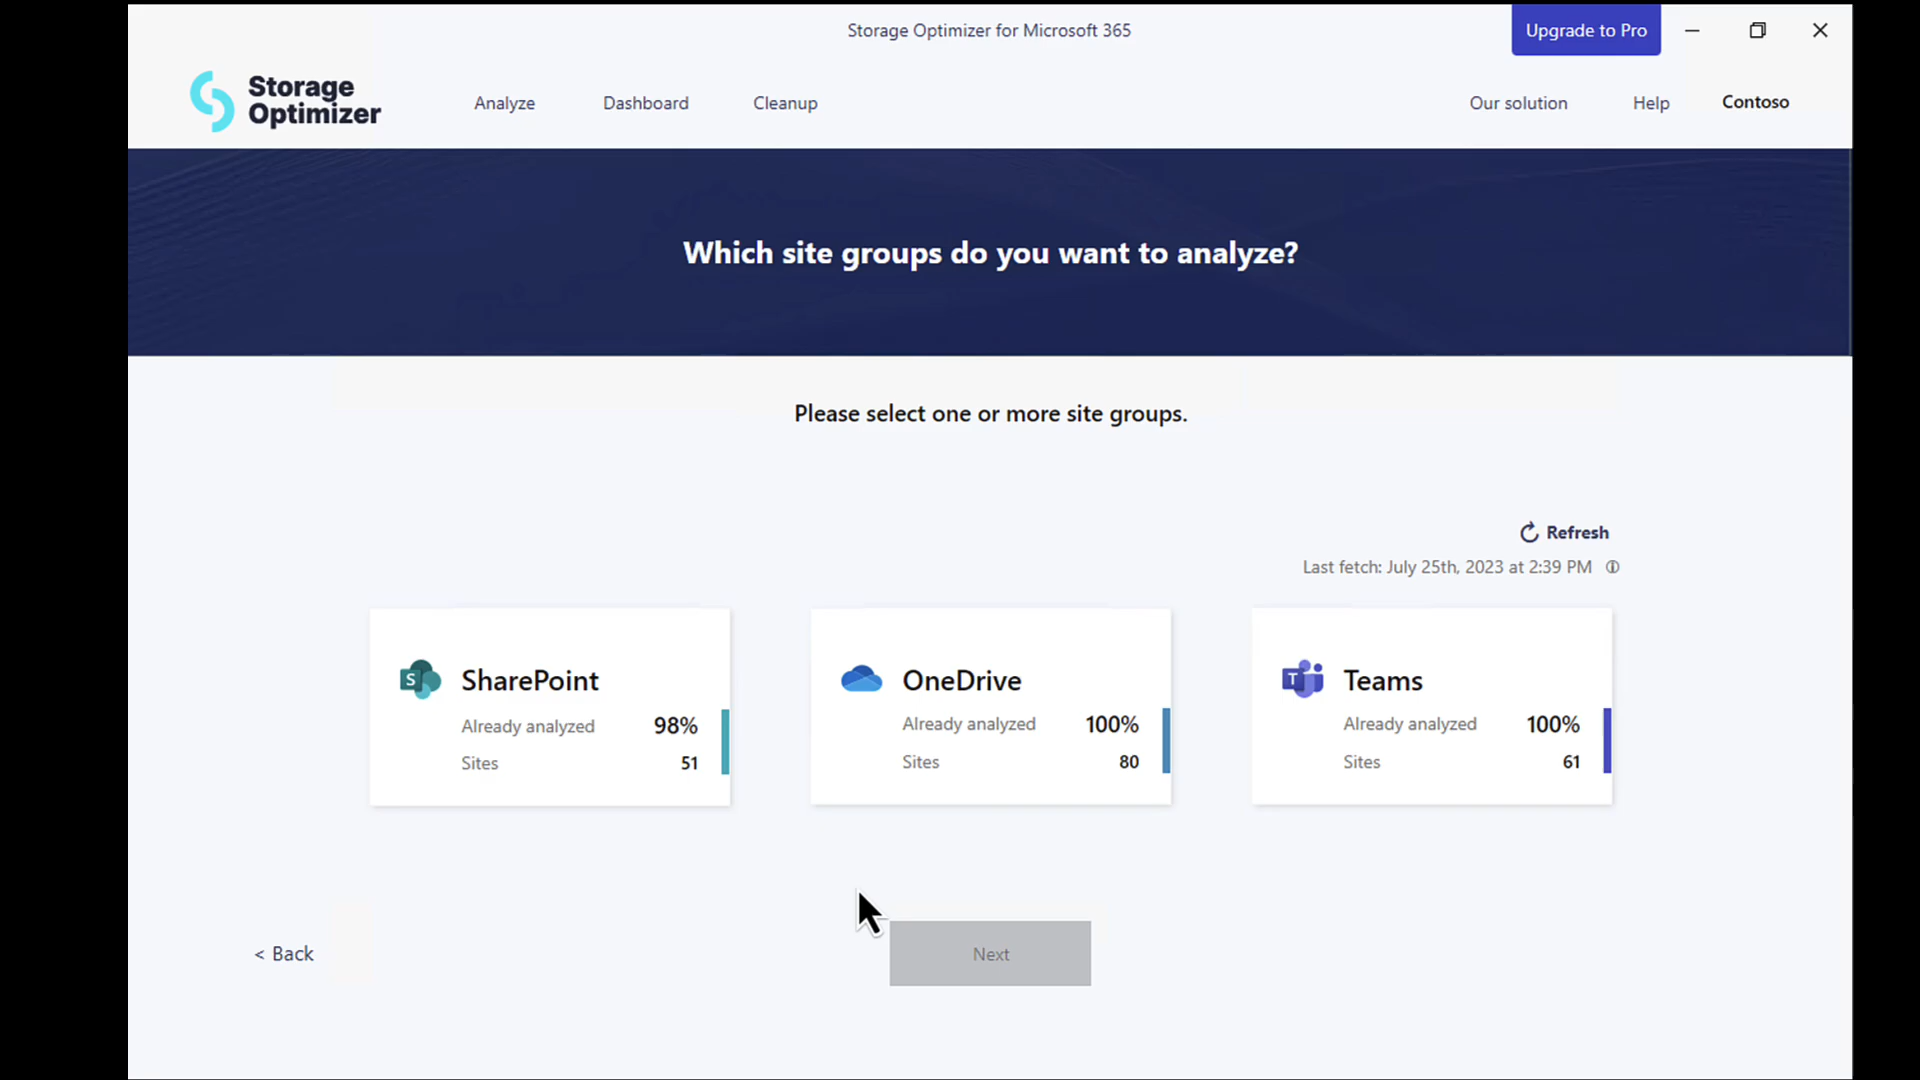 Storage Optimizer for Microsoft 365
Upgrade to Pro
Storage
Optimizer
Analyze
Dashboard
Cleanup
Our solution
Help
Contoso
Which site groups do you want to analyze?
Please select one or more site groups.
Refresh
Last fetch: July 25th, 2023 at 2:39 PM
S
SharePoint
Already analyzed 98%
Sites 51
OneDrive
Already analyzed 100%
Sites 80
T
Teams
Already analyzed 100%
Sites 61
< Back
Next